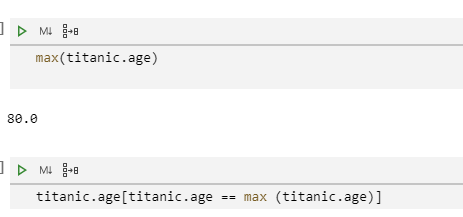 ] M↓
max(titanic.age)
80.0
] M↓
titanic.age[titanic.age == max (titanic.age)]